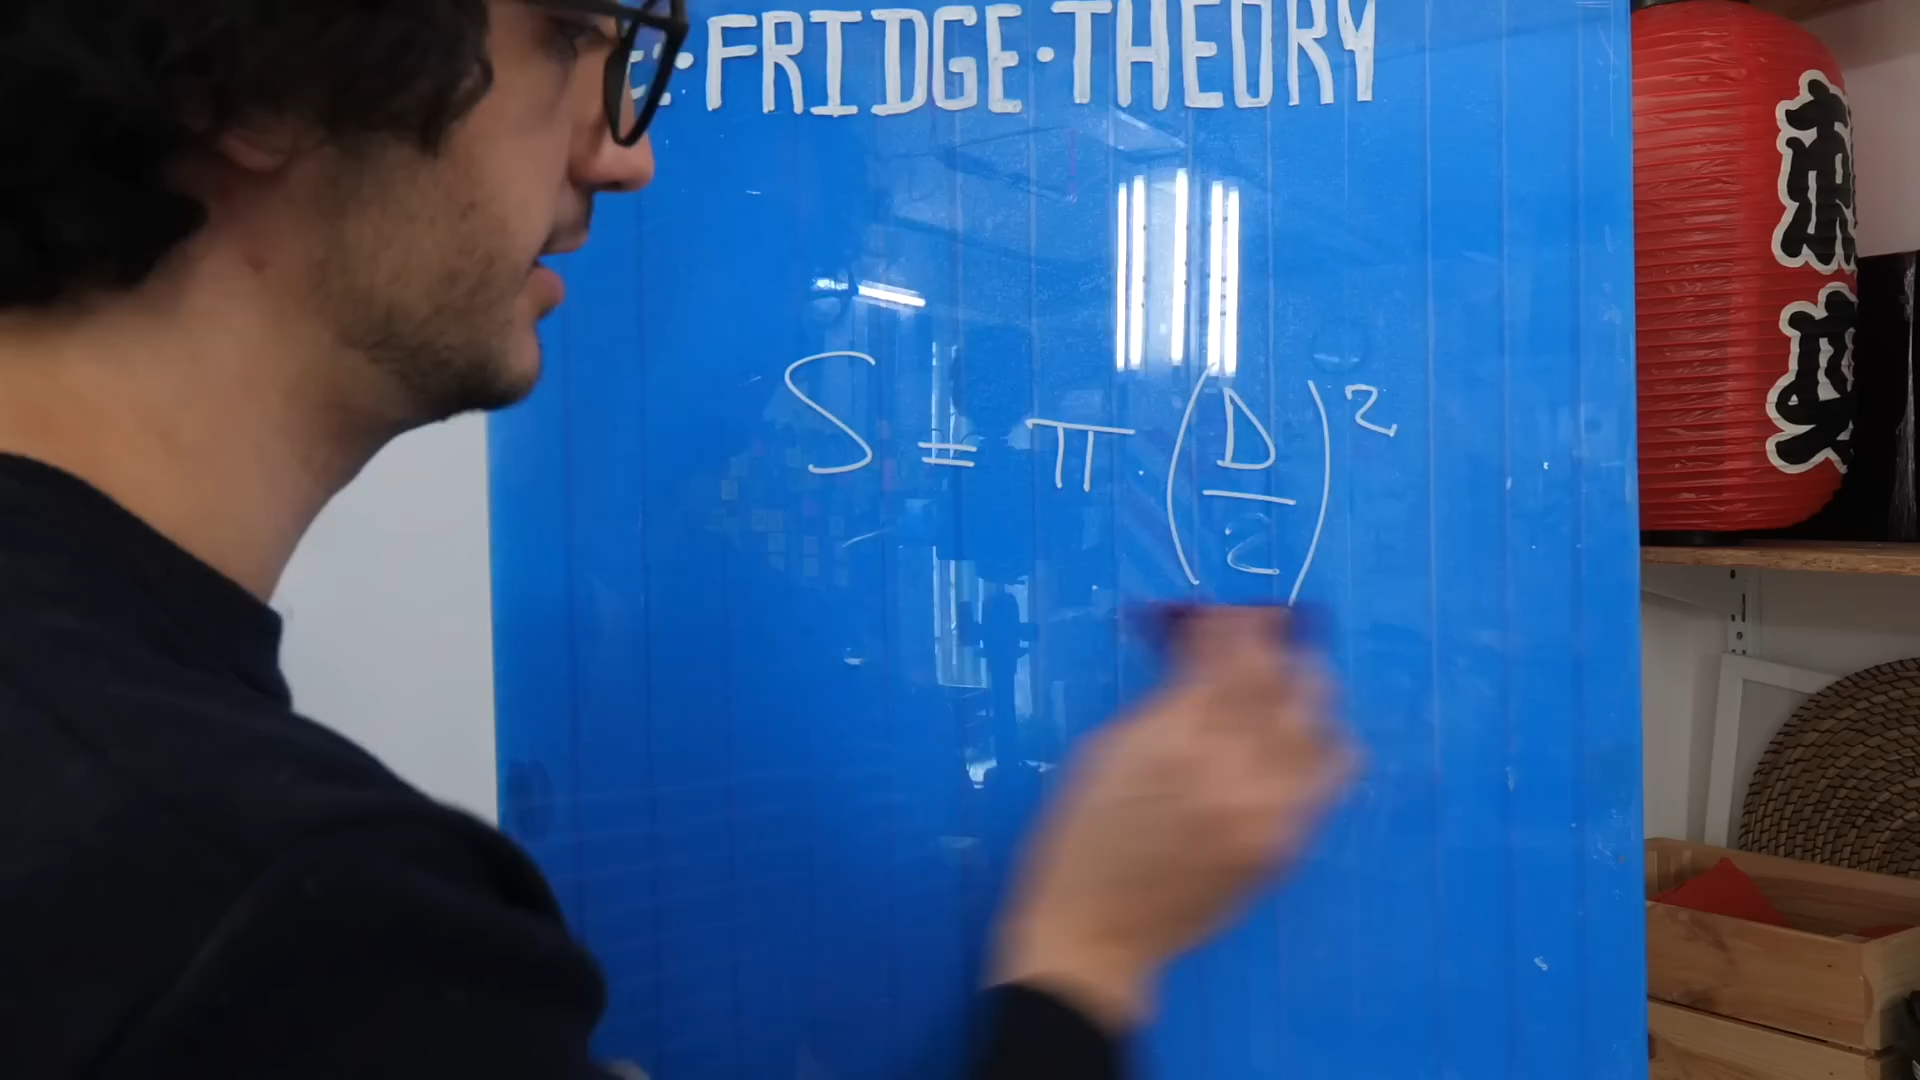 FRIDGE·THEORY
S = π·(D/2)²